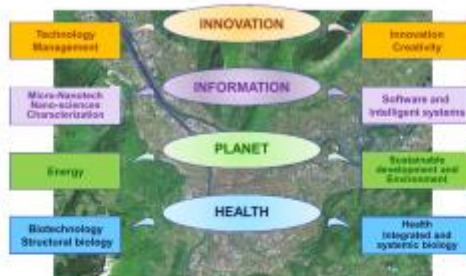 INNOVATION
Technology
Management
Innovation
Creativity
INFORMATION
Micro-Nanotech
Nano-sciences
Characterization
Software and
Intelligent systems
PLANET
Energy
Sustainable
development and
Environment
HEALTH
Biotechnology
Structural biology
Health
Integrated and
systemic biology